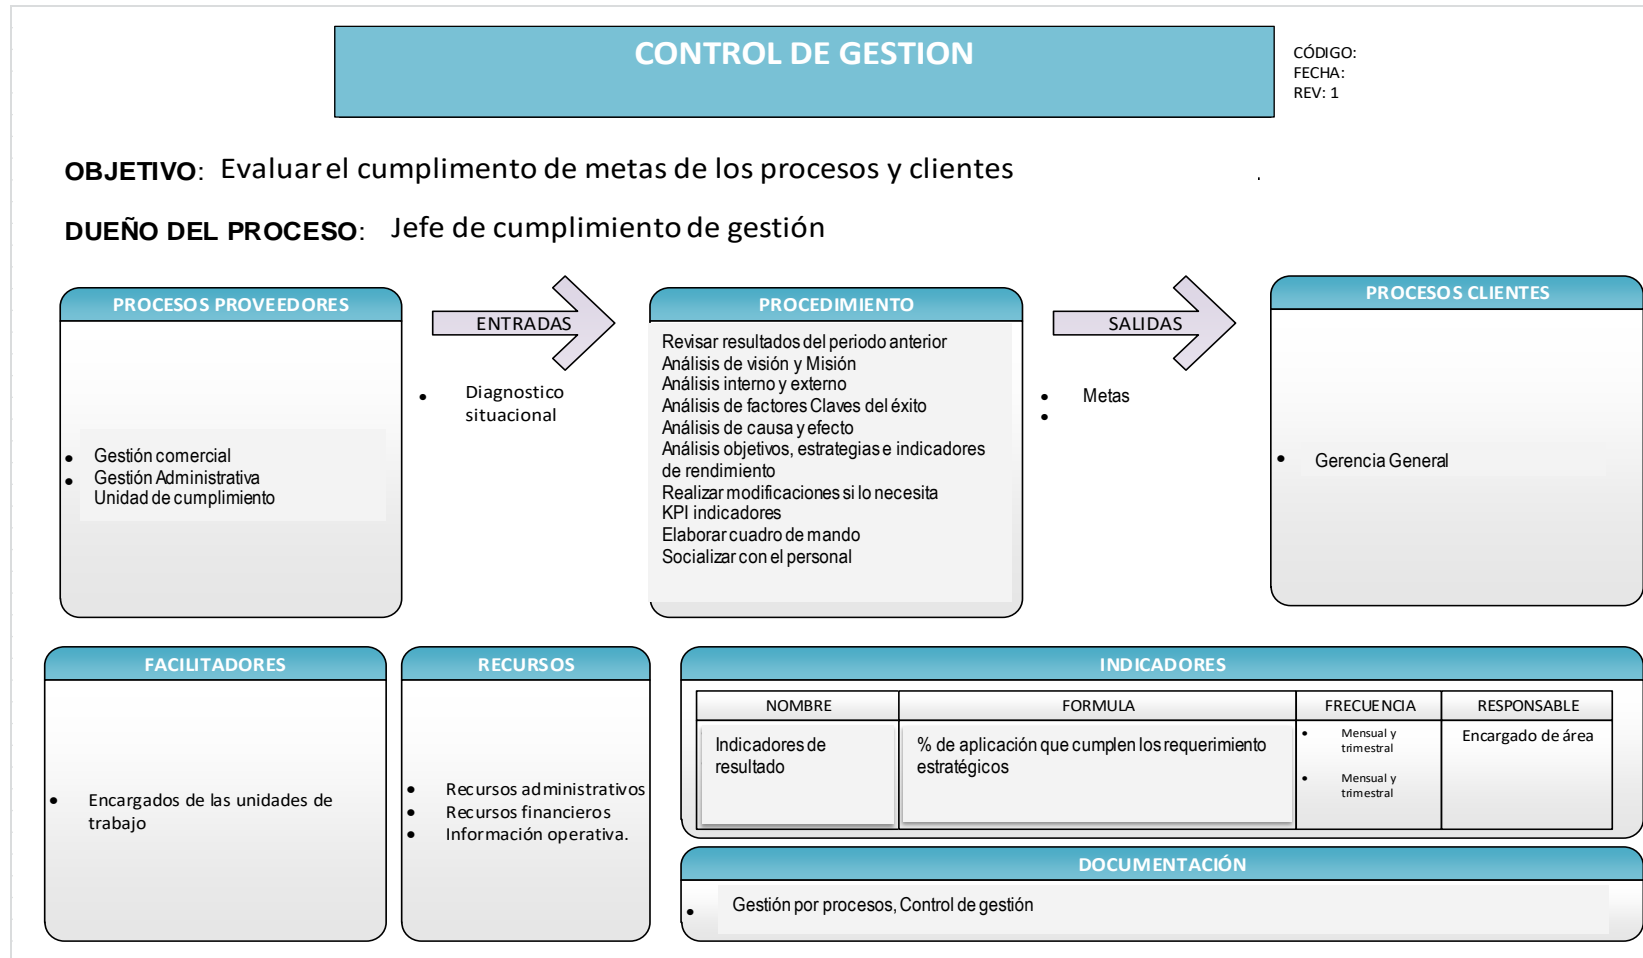 CONTROL DE GESTION
CÓDIGO:
FECHA:
REV: 1
OBJETIVO: Evaluar el cumplimento de metas de los procesos y clientes
.
DUEÑO DEL PROCESO: Jefe de cumplimiento de gestión
PROCESOS PROVEEDORES
• Gestión comercial
• Gestión Administrativa
Unidad de cumplimiento
ENTRADAS
• Diagnostico
situacional
PROCEDIMIENTO
Revisar resultados del periodo anterior
Análisis de visión y Misión
Análisis interno y externo
Análisis de factores Claves del éxito
Análisis de causa y efecto
Análisis objetivos, estrategias e indicadores
de rendimiento
Realizar modificaciones si lo necesita
KPI indicadores
Elaborar cuadro de mando
Socializar con el personal
SALIDAS
• Metas
•
PROCESOS CLIENTES
• Gerencia General
FACILITADORES
• Encargados de las unidades de
trabajo
RECURSOS
• Recursos administrativos
• Recursos financieros
• Información operativa.
INDICADORES
NOMBRE FORMULA FRECUENCIA RESPONSABLE
Indicadores de
resultado
% de aplicación que cumplen los requerimiento
estratégicos
• Mensual y
trimestral
• Mensual y
trimestral
Encargado de área
DOCUMENTACIÓN
• Gestión por procesos, Control de gestión